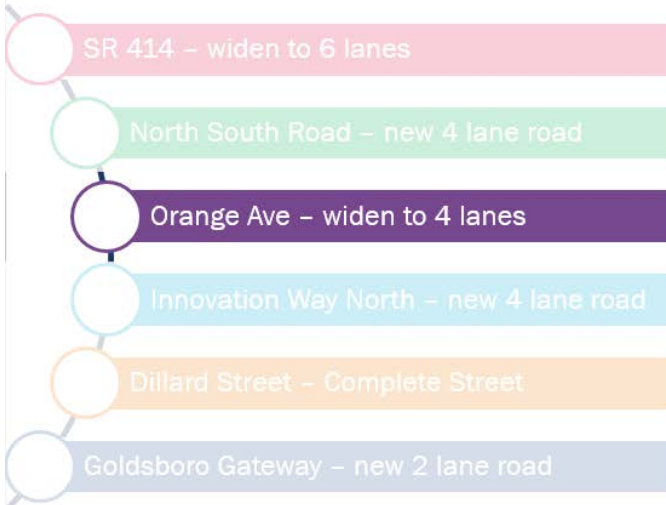 SR 414 – widen to 6 lanes
North South Road – new 4 lane road
Orange Ave – widen to 4 lanes
Innovation Way North – new 4 lane road
Dillard Street – Complete Street
Goldsboro Gateway – new 2 lane road